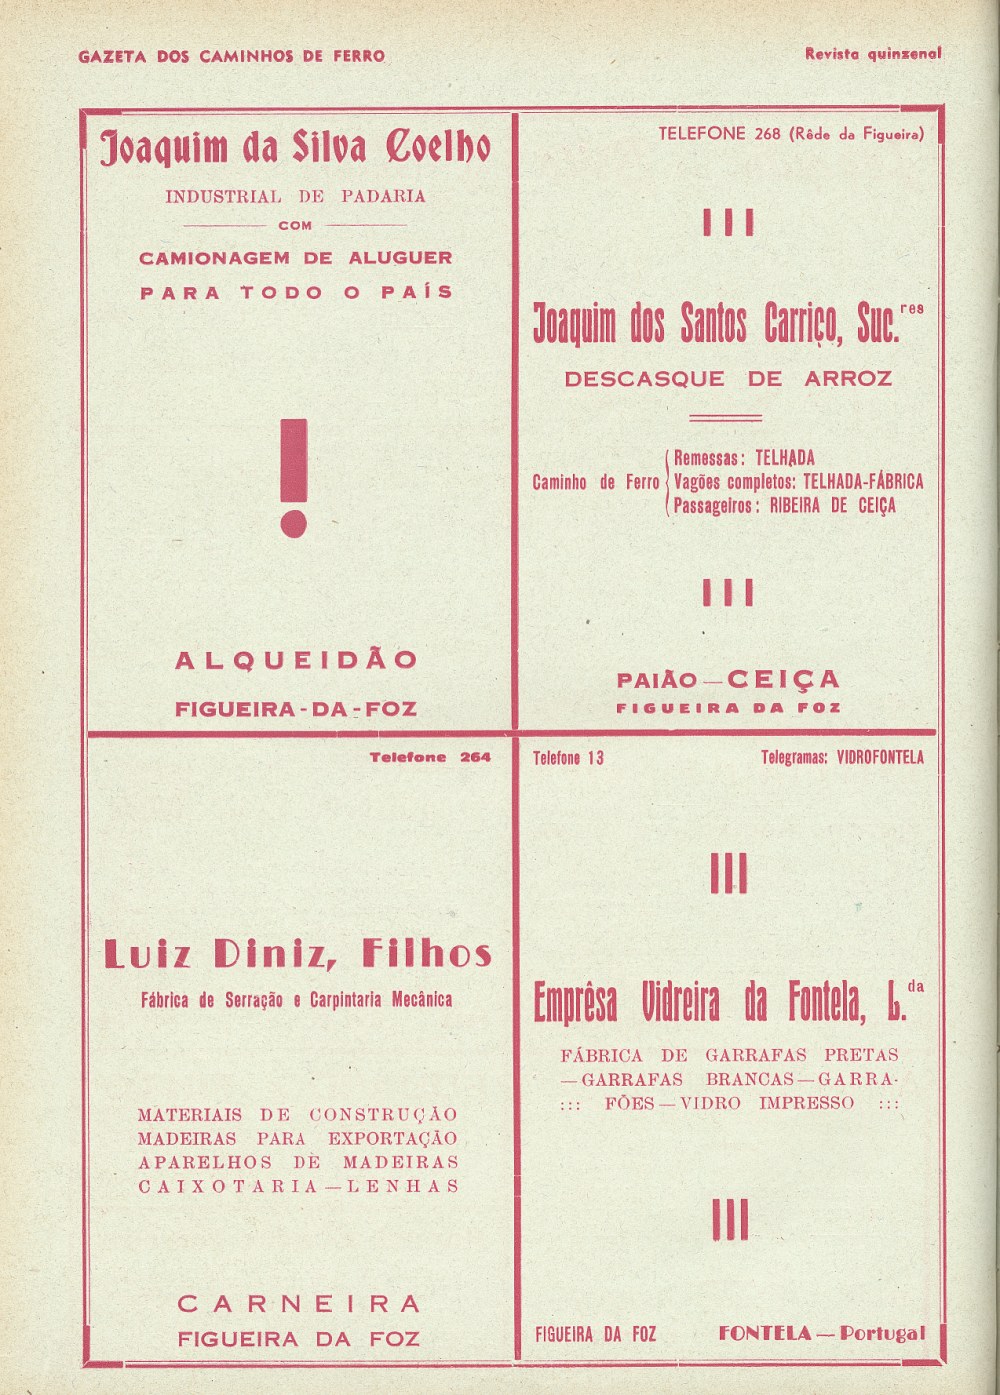 GAZETA DOS CAMINHOS DE FERRO
Revista quinzenal
Joaquim da Silva Coelho
INDUSTRIAL DE PADARIA
COM
CAMIONAGEM DE ALUGUER
PARA TODO O PAÍS
!
ALQUEIDÃO
FIGUEIRA-DA-FOZ
TELEFONE 268 (Rêde da Figueira)
Joaquim dos Santos Carriço, Suc.res
DESCASQUE DE ARROZ
Caminho de Ferro
Remessas: TELHADA
Vagões completos: TELHADA-FÁBRICA
Passageiros: RIBEIRA DE CEIÇA
PAIÃO—CEIÇA
FIGUEIRA DA FOZ
Telefone 264
Luiz Diniz, Filhos
Fábrica de Serração e Carpintaria Mecânica
MATERIAIS DE CONSTRUÇÃO
MADEIRAS PARA EXPORTAÇÃO
APARELHOS DE MADEIRAS
CAIXOTARIA—LENHAS
CARNEIRA
FIGUEIRA DA FOZ
Telefone 13
Telegramas: VIDROFONTELA
Emprêsa Vidreira da Fontela, L.da
FÁBRICA DE GARRAFAS PRETAS
—GARRAFAS BRANCAS—GARRA-
::: FÕES—VIDRO IMPRESSO :::
FIGUEIRA DA FOZ
FONTELA—Portugal